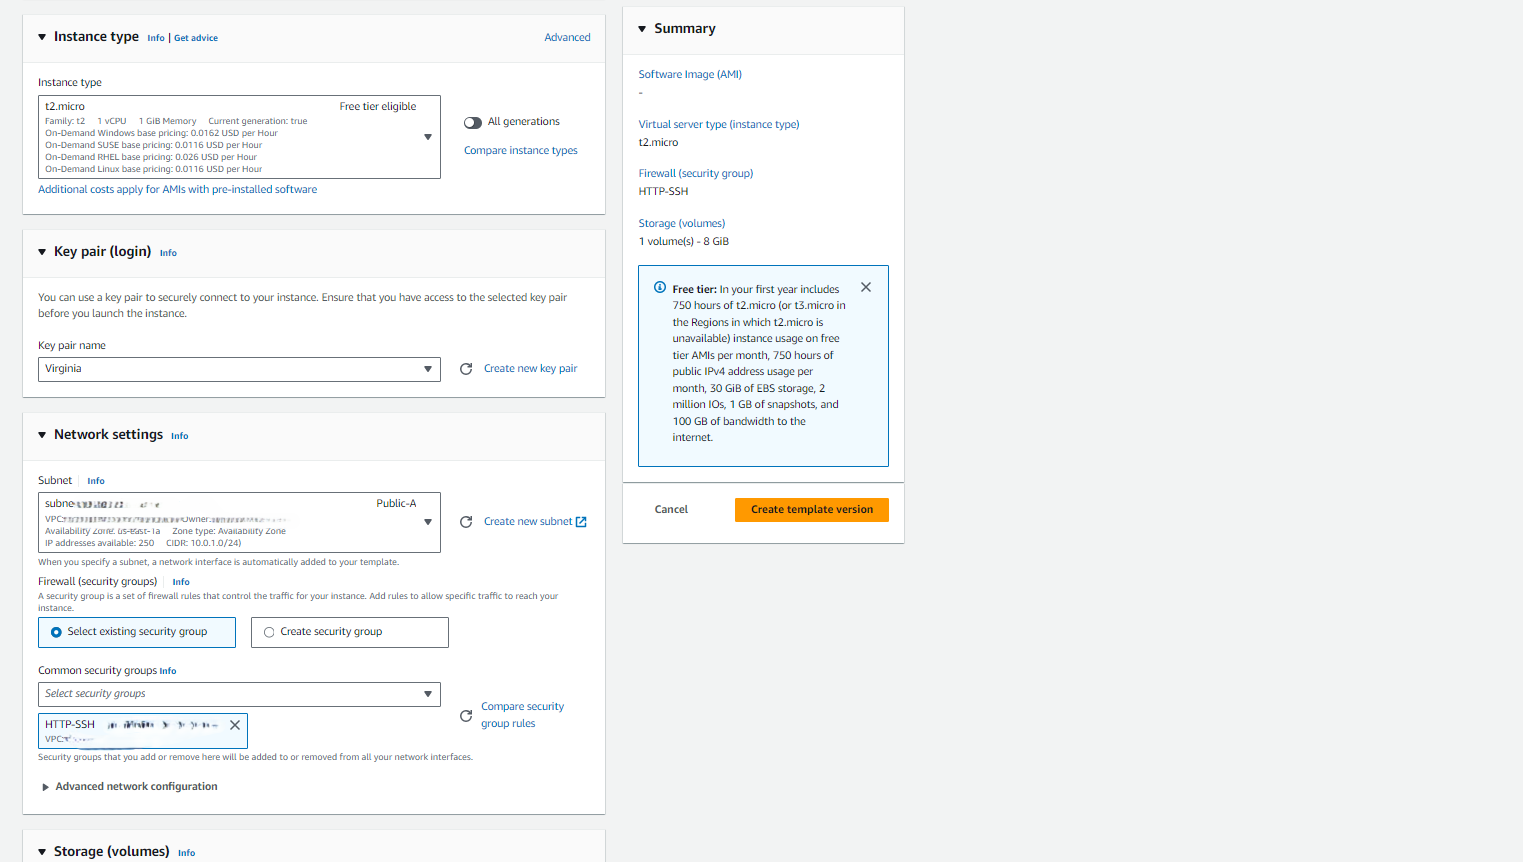 Instance type Info | Get advice
Advanced
Instance type
t2.micro
Free tier eligible
Family: t2 1 vCPU 1 GiB Memory Current generation: true
On-Demand Windows base pricing: 0.0162 USD per Hour
On-Demand SUSE base pricing: 0.0116 USD per Hour
On-Demand RHEL base pricing: 0.026 USD per Hour
On-Demand Linux base pricing: 0.0116 USD per Hour
All generations
Compare instance types
Additional costs apply for AMIs with pre-installed software
Key pair (login) Info
You can use a key pair to securely connect to your instance. Ensure that you have access to the selected key pair
before you launch the instance.
Key pair name
Virginia
Create new key pair
Network settings Info
Subnet Info
subne
Public-A
VPC: Owner:
Availability Zone: us-east-1a Zone type: Availability Zone
IP addresses available: 250 CIDR: 10.0.1.0/24)
Create new subnet
When you specify a subnet, a network interface is automatically added to your template.
Firewall (security groups) Info
A security group is a set of firewall rules that control the traffic for your instance. Add rules to allow specific traffic to reach your
instance.
Select existing security group
Create security group
Common security groups Info
Select security groups
HTTP-SSH
VPC:
Compare security
group rules
Security groups that you add or remove here will be added to or removed from all your network interfaces.
Advanced network configuration
Storage (volumes) Info
Summary
Software Image (AMI)
-
Virtual server type (instance type)
t2.micro
Firewall (security group)
HTTP-SSH
Storage (volumes)
1 volume(s) - 8 GiB
Free tier: In your first year includes
750 hours of t2.micro (or t3.micro in
the Regions in which t2.micro is
unavailable) instance usage on free
tier AMIs per month, 750 hours of
public IPv4 address usage per
month, 30 GiB of EBS storage, 2
million IOs, 1 GB of snapshots, and
100 GB of bandwidth to the
internet.
Cancel
Create template version